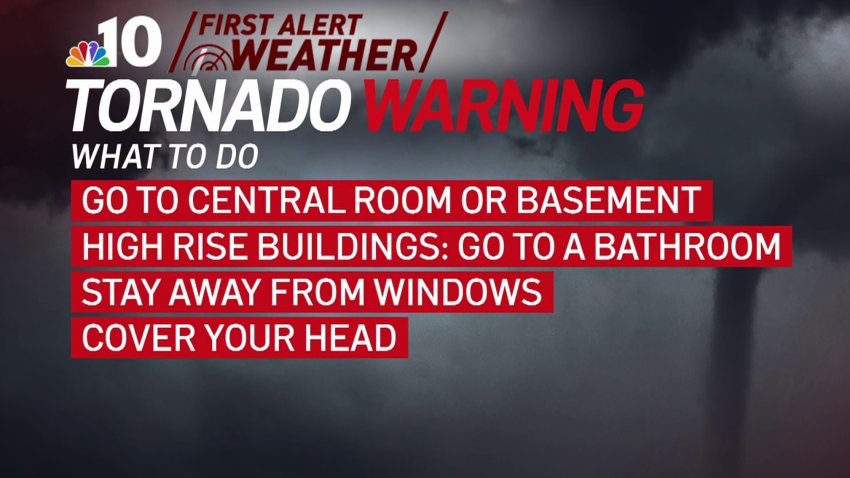 10 FIRST ALERT
WEATHER
TORNADO WARNING
WHAT TO DO
GO TO CENTRAL ROOM OR BASEMENT
HIGH RISE BUILDINGS: GO TO A BATHROOM
STAY AWAY FROM WINDOWS
COVER YOUR HEAD